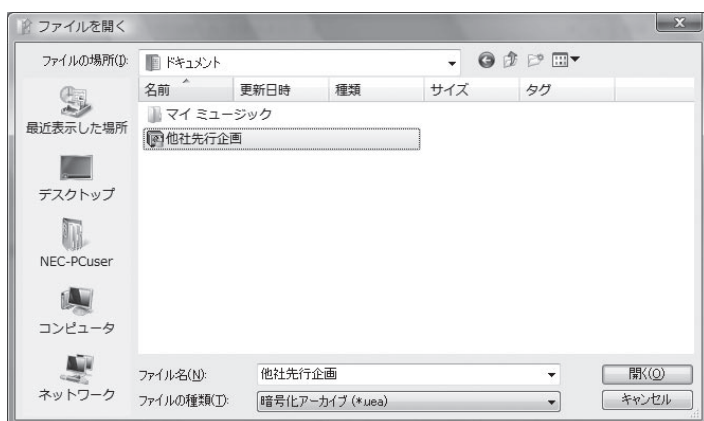 ファイルを開く
ファイルの場所(I):
ドキュメント
名前 更新日時 種類 サイズ タグ
マイ ミュージック
他社先行企画
最近表示した場所
デスクトップ
NEC-PCuser
コンピュータ
ネットワーク
ファイル名(N): 他社先行企画 開く(O)
ファイルの種類(T): 暗号化アーカイブ (*.uea) キャンセル